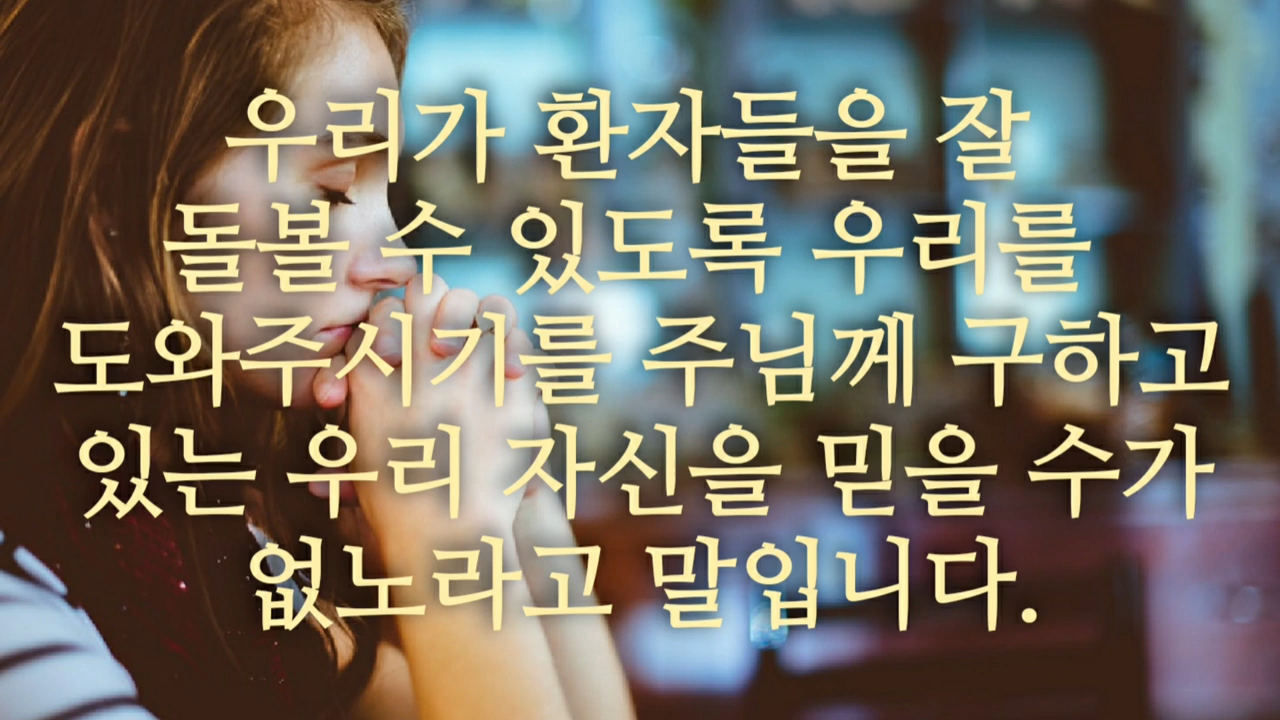 우리가 환자들을 잘
돌볼 수 있도록 우리를
도와주시기를 주님께 구하고
있는 우리 자신을 믿을 수가
없노라고 말입니다.